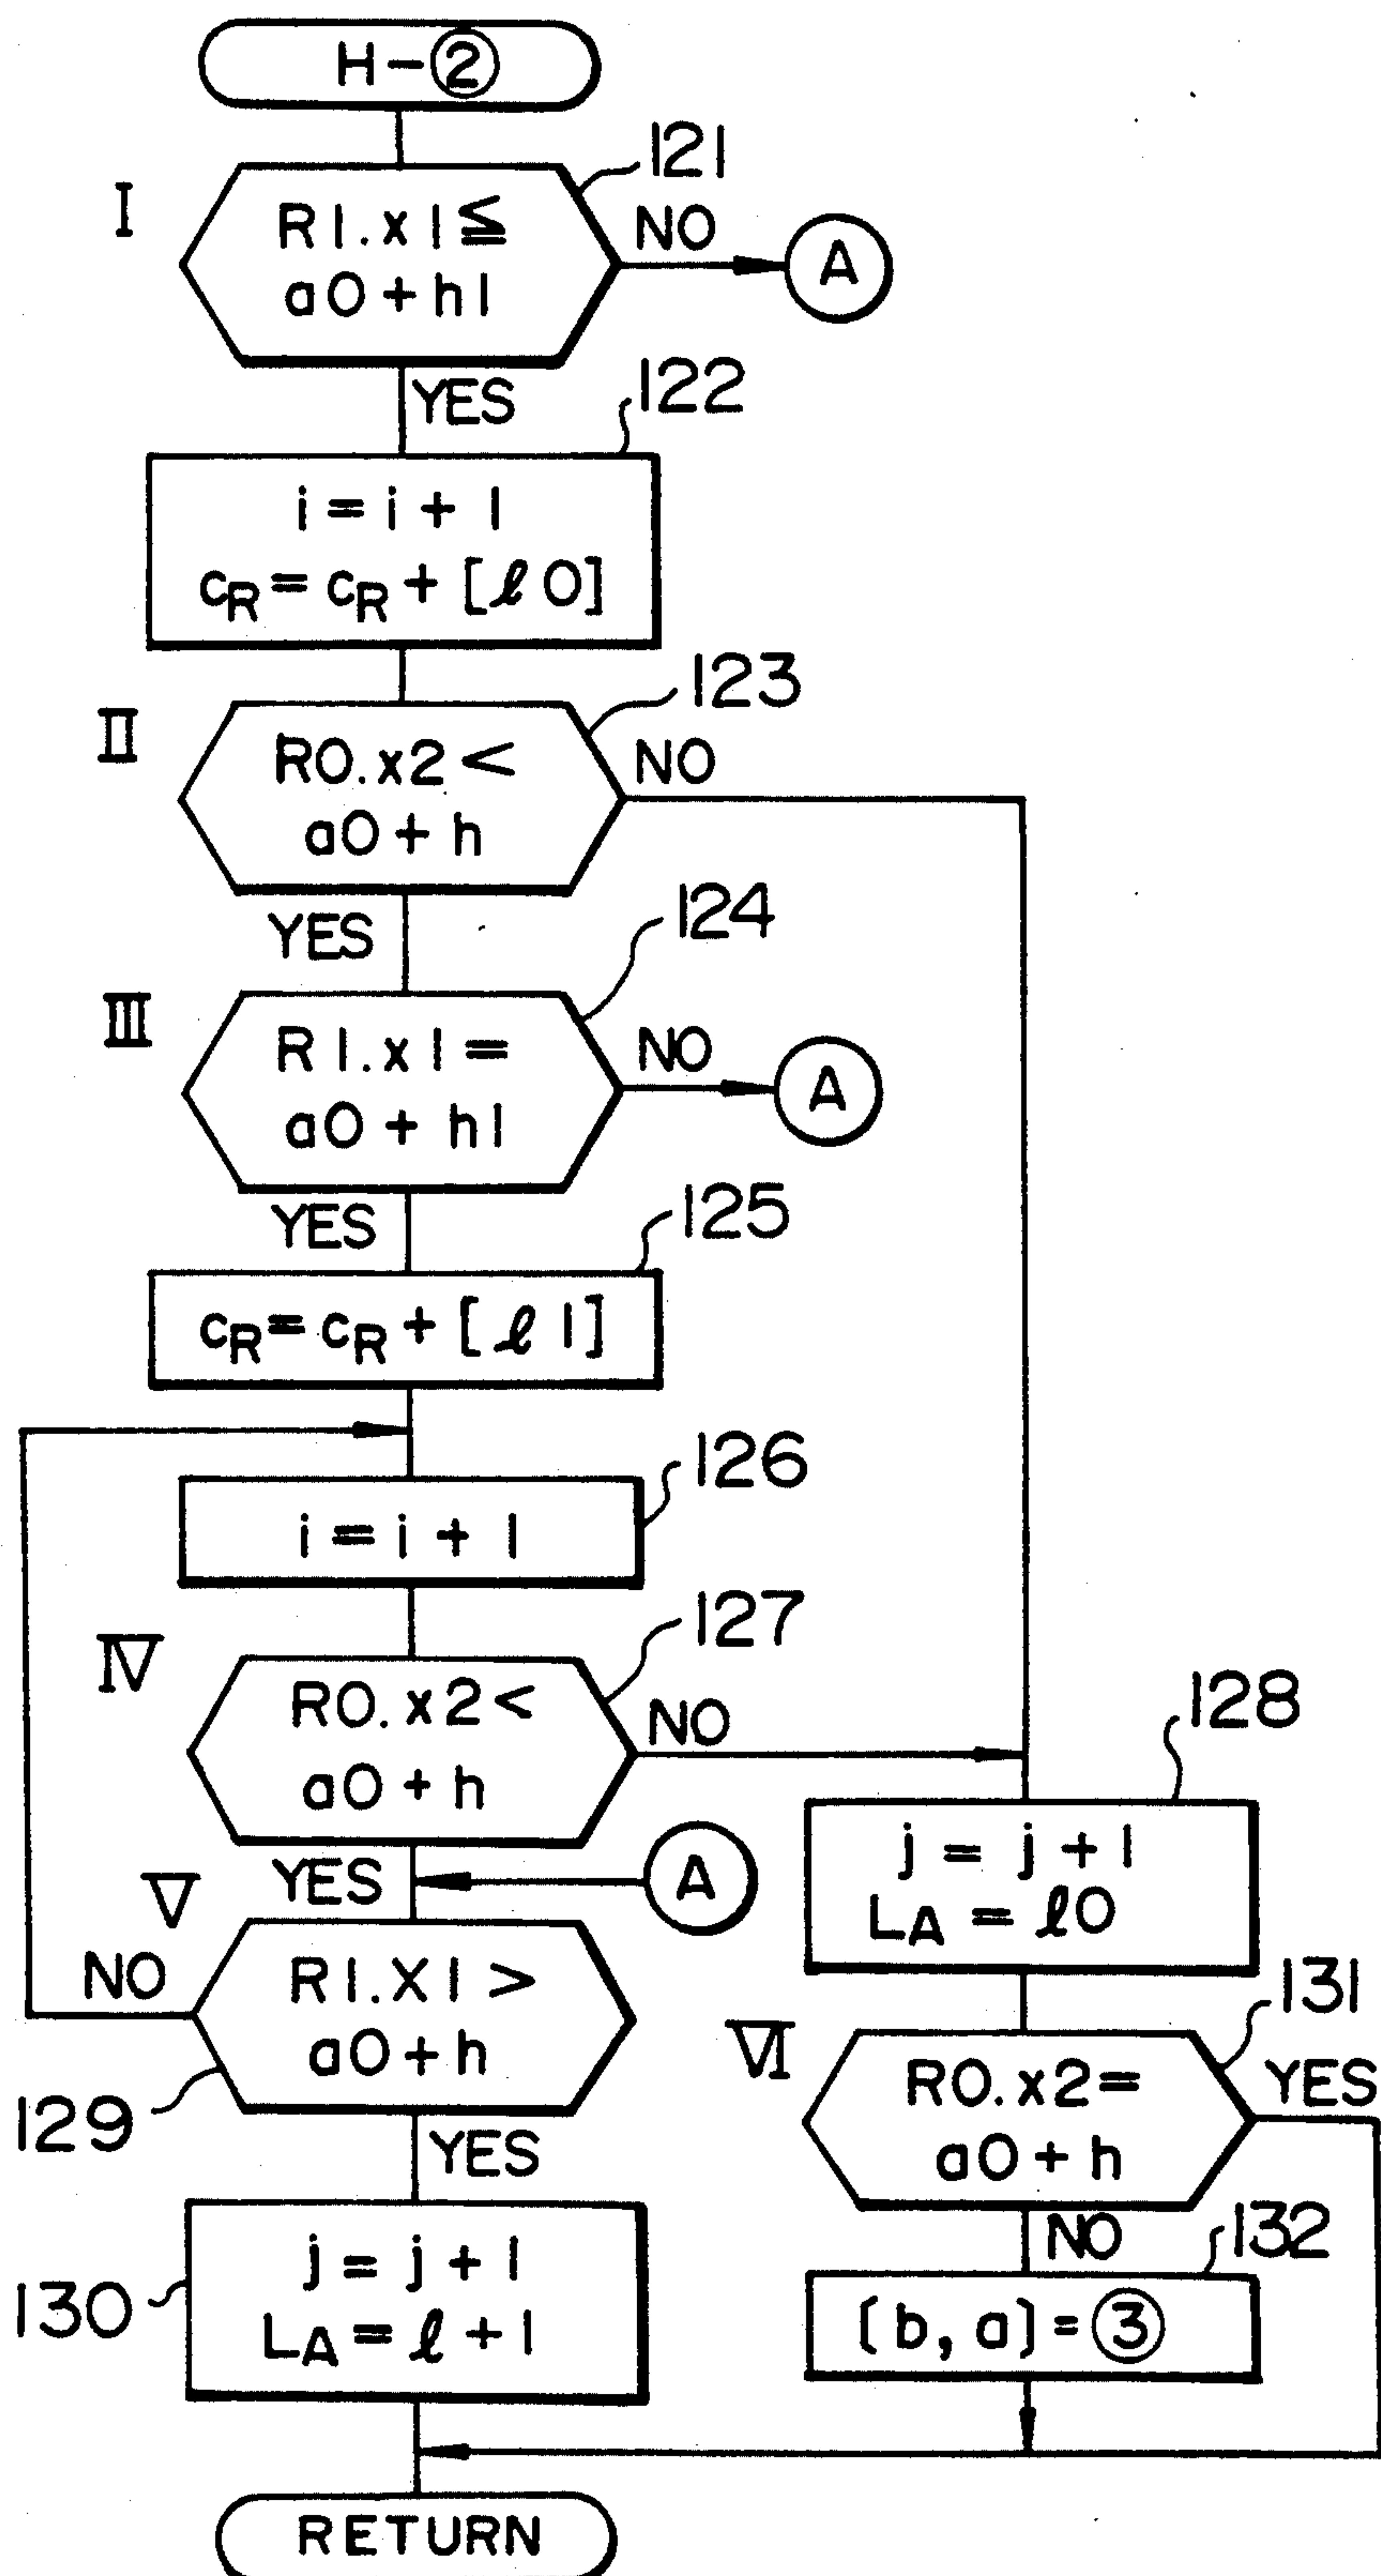 H-②
I
121
R1.x1≦
a0+h1
NO
A
YES
122
i=i+1
cR=cR+[ℓ0]
II
123
R0.x2<
a0+h
NO
YES
124
III
R1.x1=
a0+h1
NO
A
YES
125
cR=cR+[ℓ1]
126
i=i+1
127
IV
R0.x2<
a0+h
NO
128
j=j+1
LA=ℓ0
YES
A
V
NO
R1.X1>
a0+h
129
131
VI
R0.x2=
a0+h
YES
YES
NO
132
130
j=j+1
LA=ℓ+1
[b,a]=③
RETURN